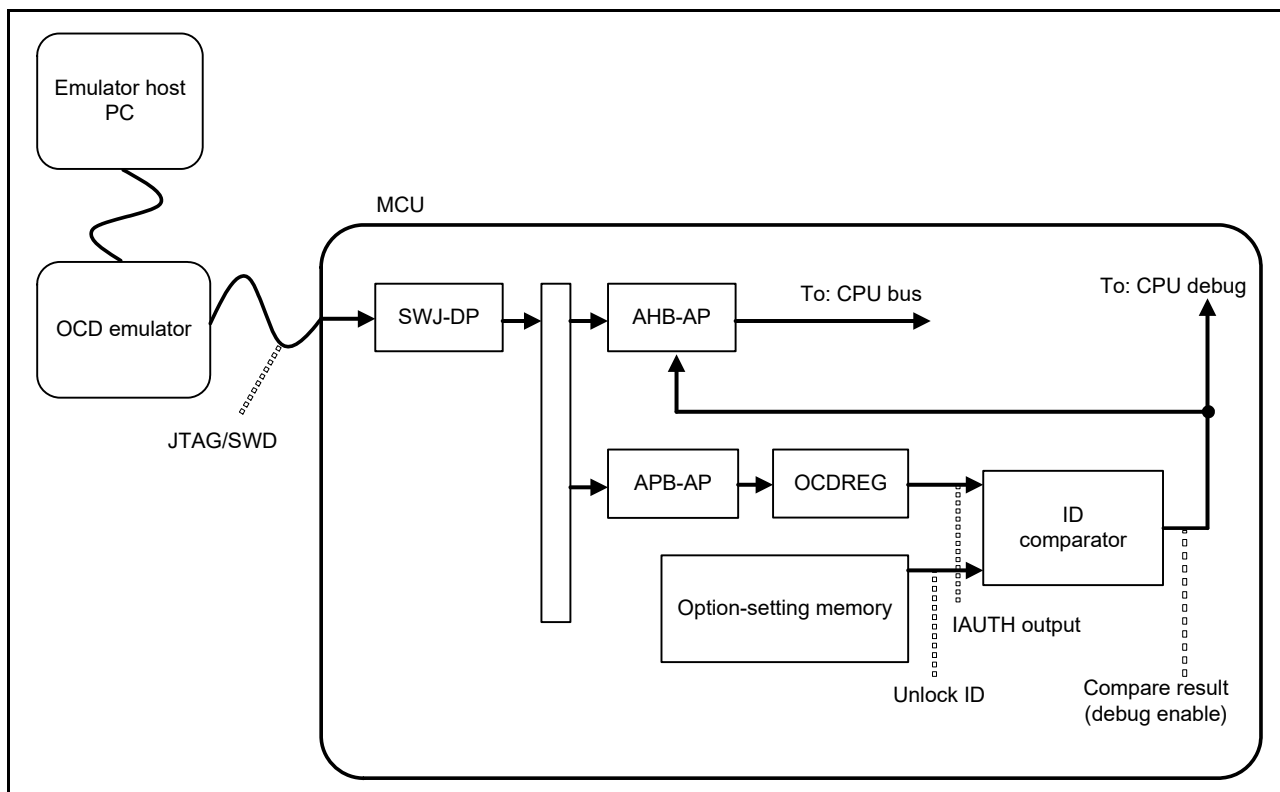 Emulator host
PC
MCU
OCD emulator
SWJ-DP
AHB-AP
To: CPU bus
To: CPU debug
JTAG/SWD
APB-AP
OCDREG
ID
comparator
Option-setting memory
IAUTH output
Unlock ID
Compare result
(debug enable)